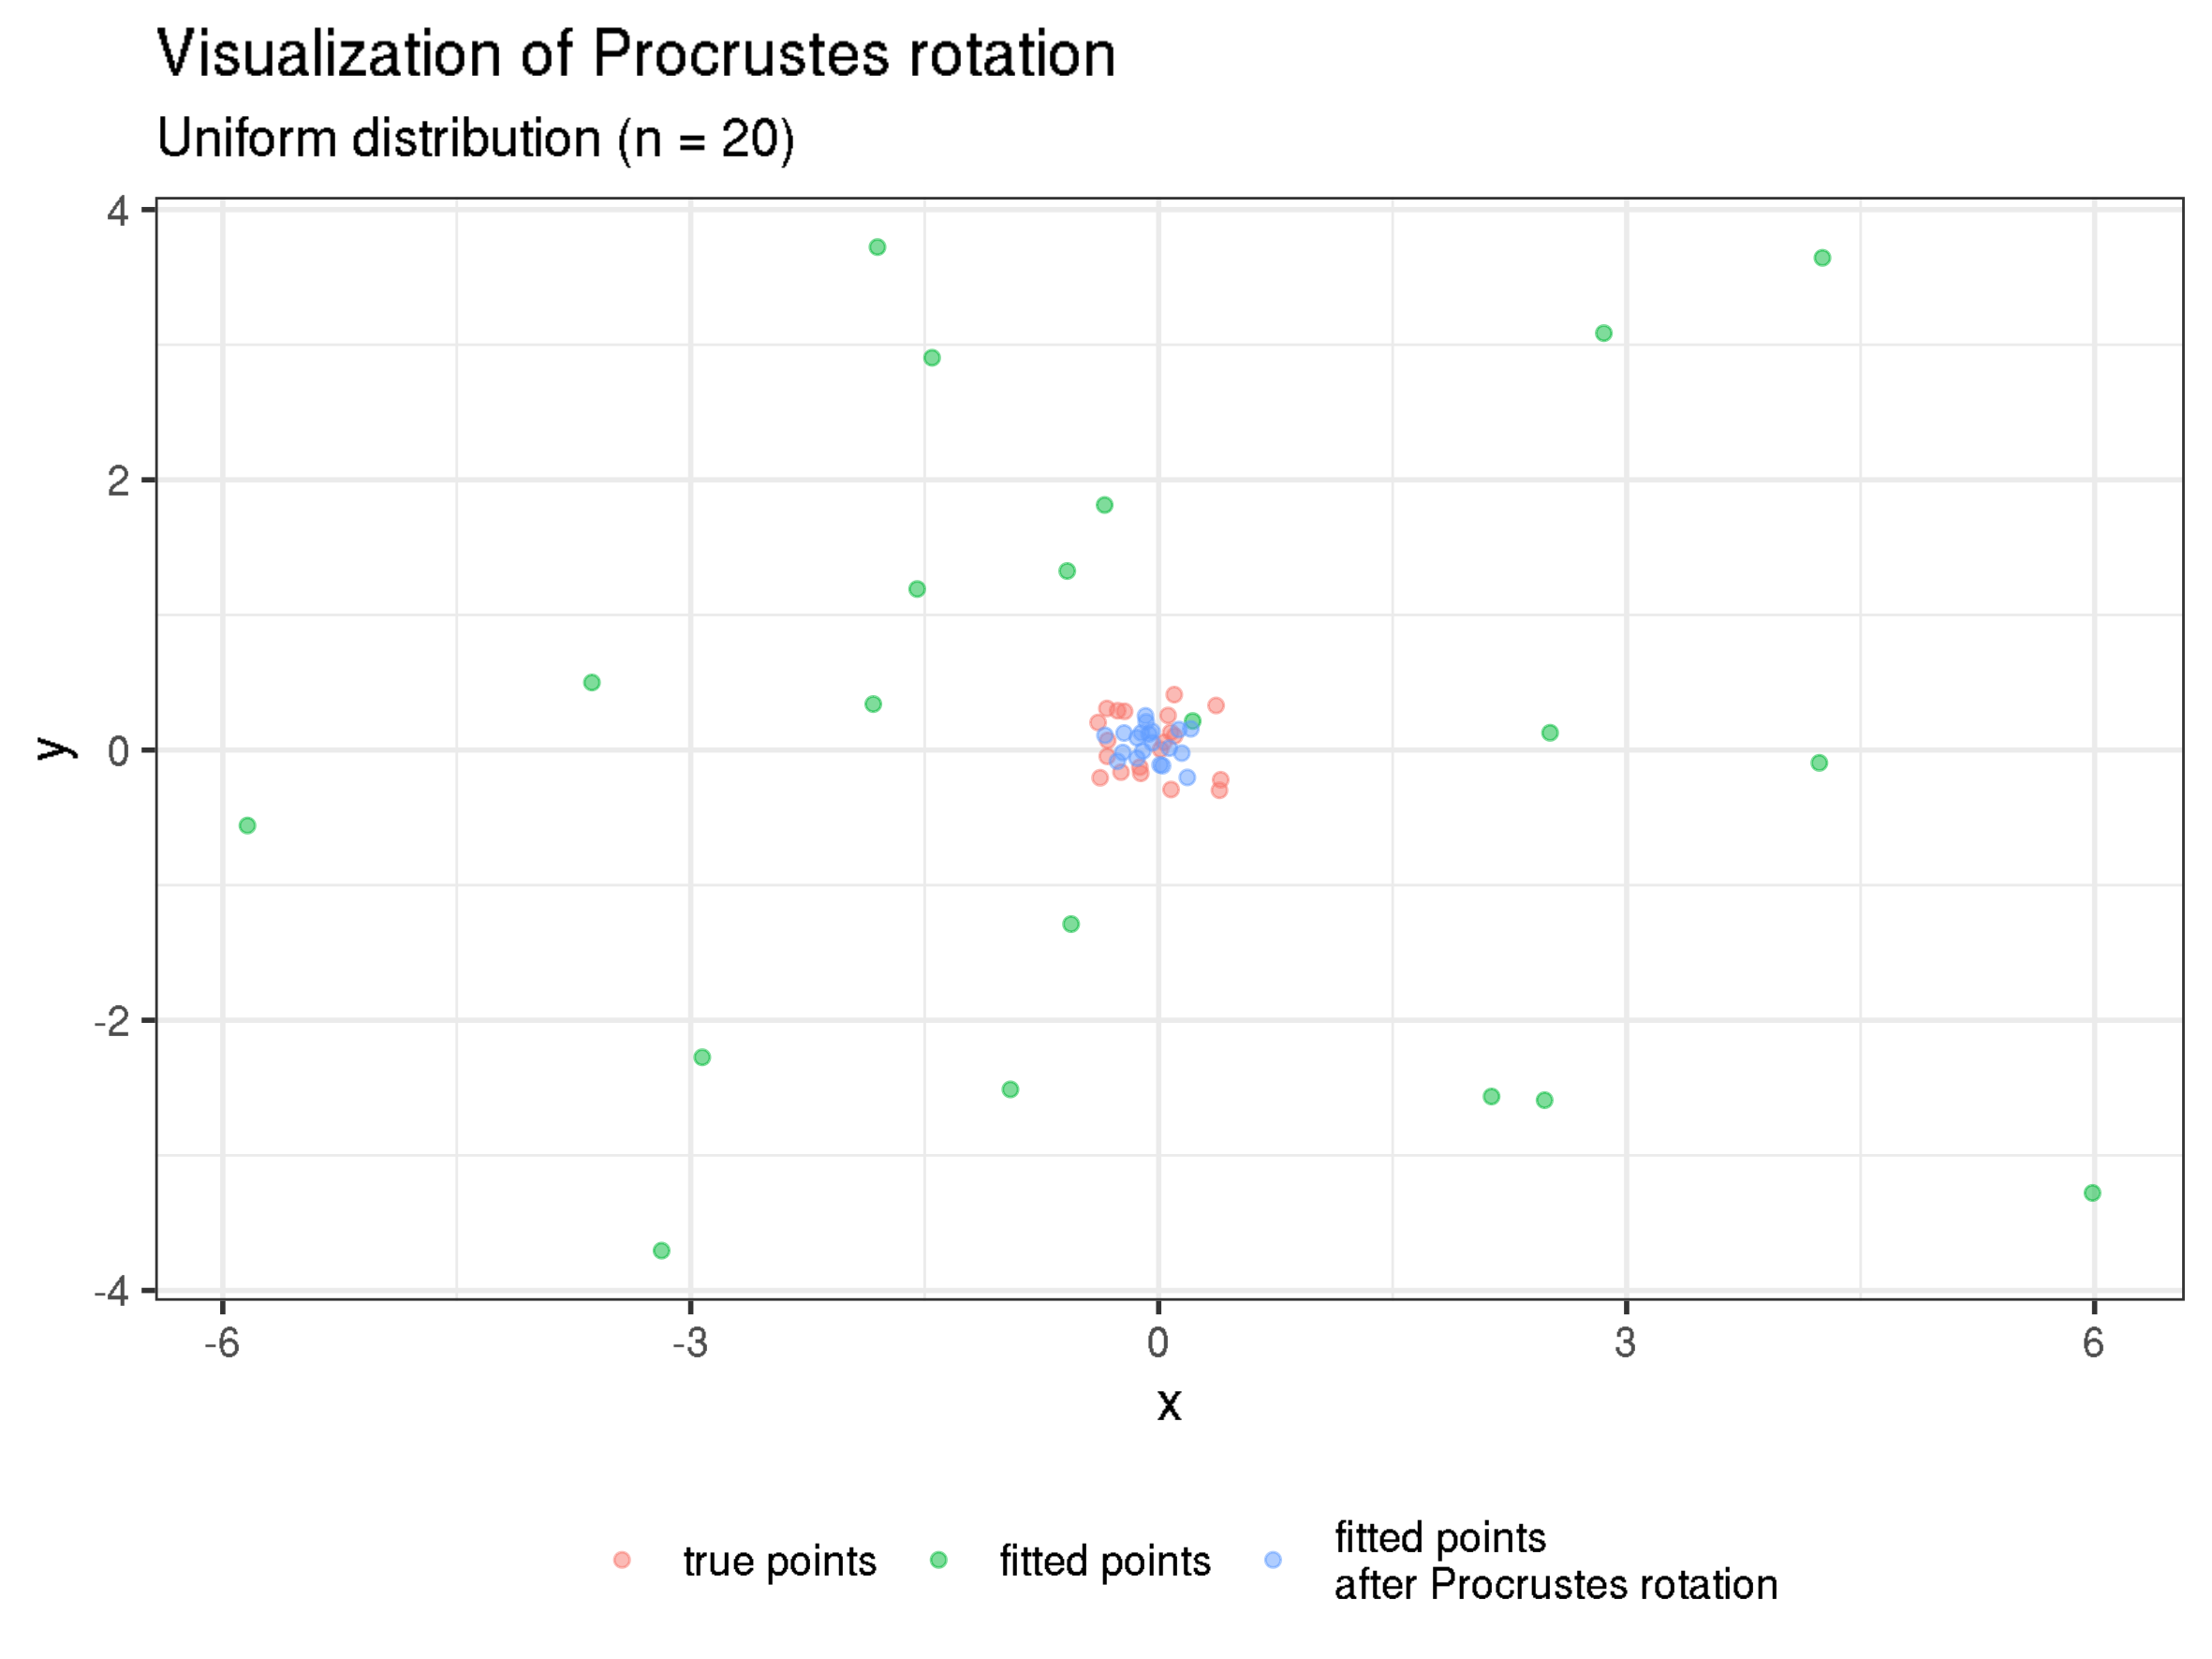 Visualization of Procrustes rotation
Uniform distribution (n = 20)
4
2
0
-2
-4
y
-6 -3 0 3 6
x
true points fitted points fitted points
after Procrustes rotation